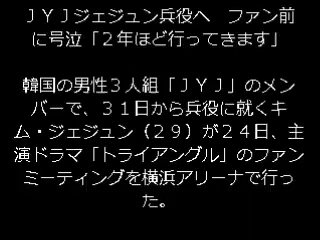 ＪＹＪジェジュン兵役へ　ファン前
に号泣「２年ほど行ってきます」
韓国の男性３人組「ＪＹＪ」のメン
バーで、３１日から兵役に就くキ
ム・ジェジュン（２９）が２４日、主
演ドラマ「トライアングル」のファン
ミーティングを横浜アリーナで行っ
た。